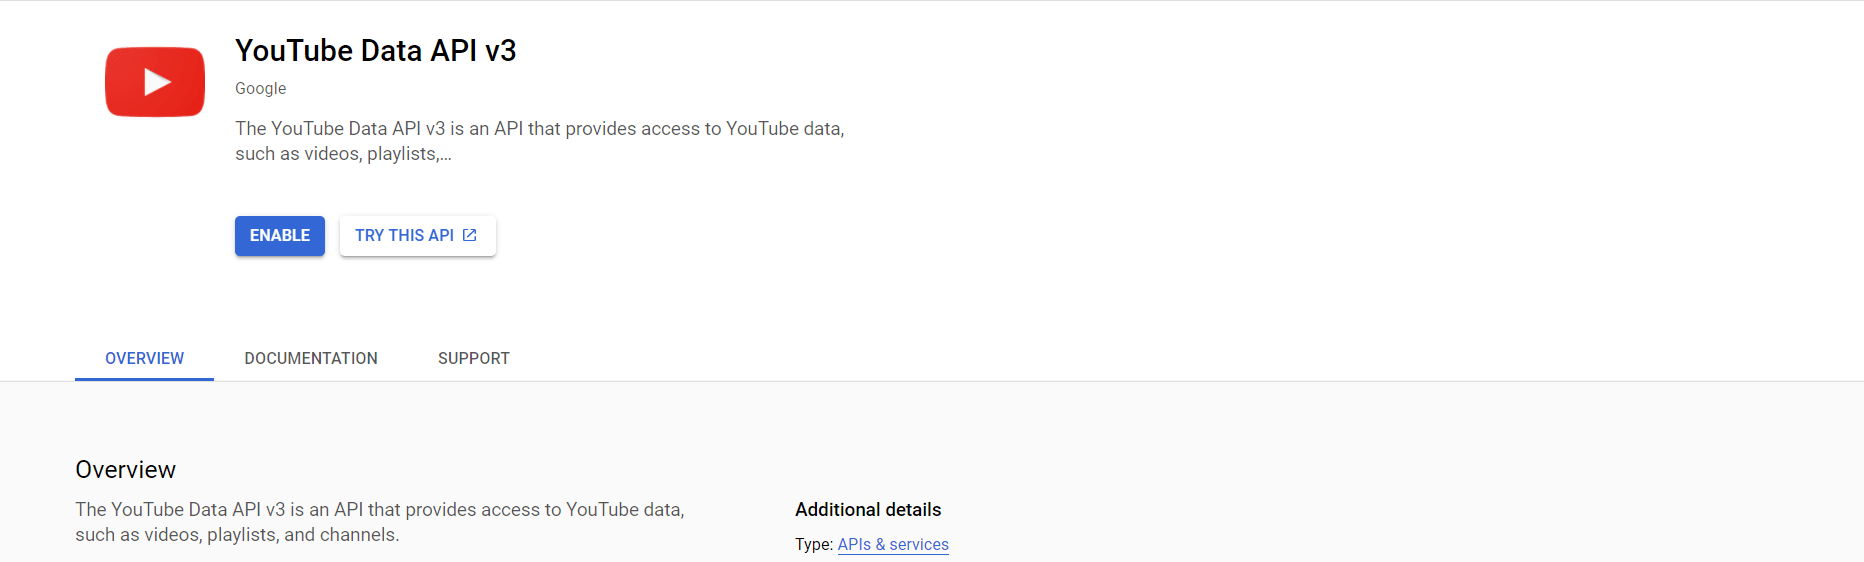 YouTube Data API v3
Google
The YouTube Data API v3 is an API that provides access to YouTube data,
such as videos, playlists,...
ENABLE
TRY THIS API
OVERVIEW
DOCUMENTATION
SUPPORT
Overview
The YouTube Data API v3 is an API that provides access to YouTube data,
such as videos, playlists, and channels.
Additional details
Type: APIs & services